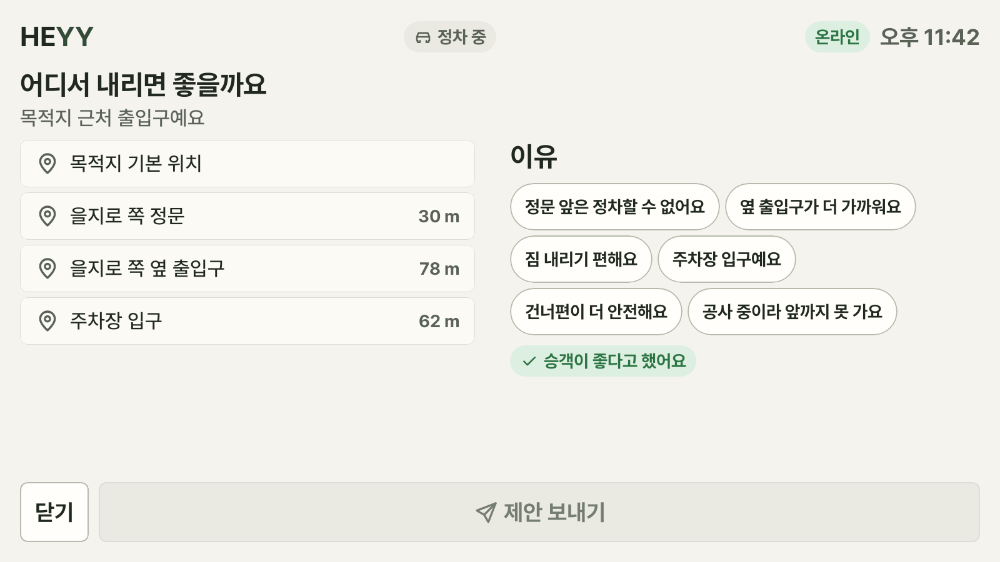 HEYY
정차 중
온라인
오후 11:42
어디서 내리면 좋을까요
목적지 근처 출입구예요
목적지 기본 위치
을지로 쪽 정문 30 m
을지로 쪽 옆 출입구 78 m
주차장 입구 62 m
이유
정문 앞은 정차할 수 없어요
옆 출입구가 더 가까워요
짐 내리기 편해요
주차장 입구예요
건너편이 더 안전해요
공사 중이라 앞까지 못 가요
승객이 좋다고 했어요
닫기
제안 보내기